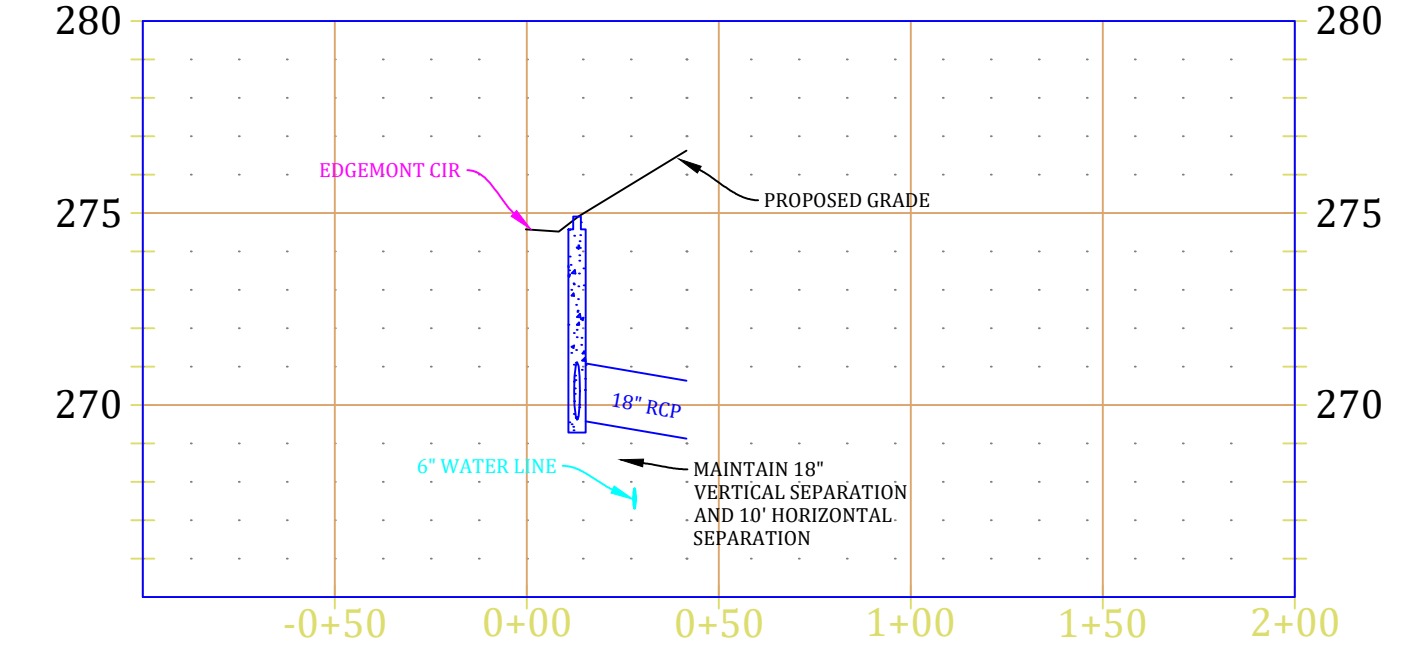 280 280
EDGEMONT CIR
PROPOSED GRADE
275 275
270 270
18" RCP
6" WATER LINE
MAINTAIN 18"
VERTICAL SEPARATION
AND 10' HORIZONTAL
SEPARATION
-0+50 0+00 0+50 1+00 1+50 2+00